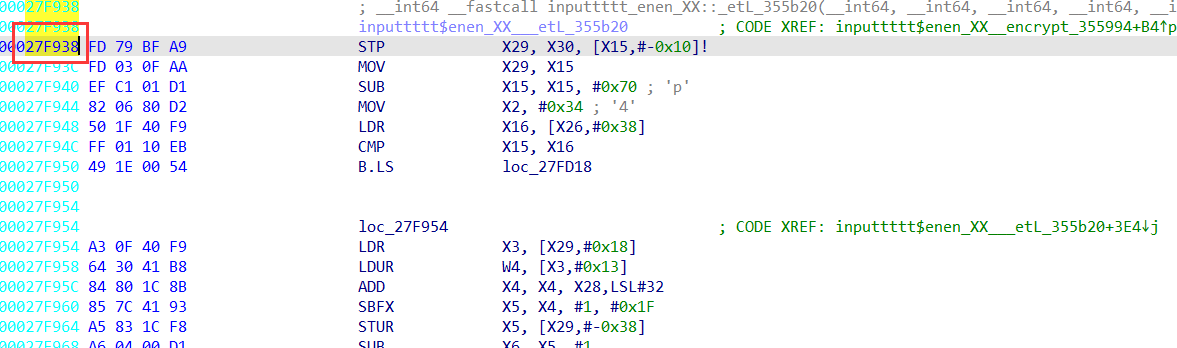 00027F938 ; __int64 __fastcall inputtttt_enen_XX::_etL_355b20(__int64, __int64, __int64, __int64, __int64, __i
00027F938 inputtttt$enen_XX___etL_355b20 ; CODE XREF: inputtttt$enen_XX__encrypt_355994+B4↑p
00027F938 FD 79 BF A9 STP X29, X30, [X15,#-0x10]!
00027F93C FD 03 0F AA MOV X29, X15
00027F940 EF C1 01 D1 SUB X15, X15, #0x70 ; 'p'
00027F944 82 06 80 D2 MOV X2, #0x34 ; '4'
00027F948 50 1F 40 F9 LDR X16, [X26,#0x38]
00027F94C FF 01 10 EB CMP X15, X16
00027F950 49 1E 00 54 B.LS loc_27FD18
00027F950
00027F954
00027F954 loc_27F954 ; CODE XREF: inputtttt$enen_XX___etL_355b20+3E4↓j
00027F954 A3 0F 40 F9 LDR X3, [X29,#0x18]
00027F958 64 30 41 B8 LDUR W4, [X3,#0x13]
00027F95C 84 80 1C 8B ADD X4, X4, X28,LSL#32
00027F960 85 7C 41 93 SBFX X5, X4, #1, #0x1F
00027F964 A5 83 1C F8 STUR X5, [X29,#-0x38]
00027F968 A6 04 00 D1 SUB X6, X5, #1